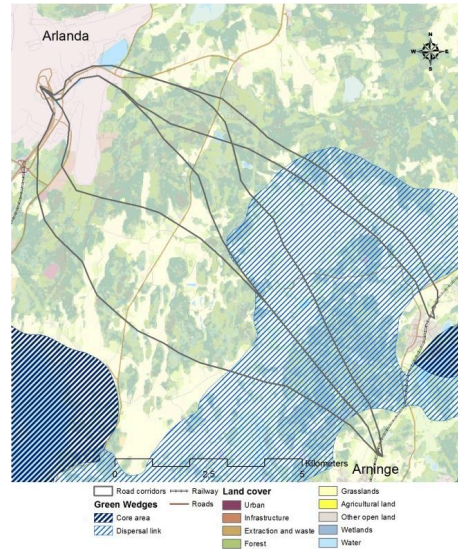 Arlanda
N
W E
S
Kilometers
0 2,5 5
Arninge
Road corridors Railway Land cover Grasslands
Green Wedges Roads Urban Agricultural land
Core area Infrastructure Other open land
Dispersal link Extraction and waste Wetlands
Forest Water